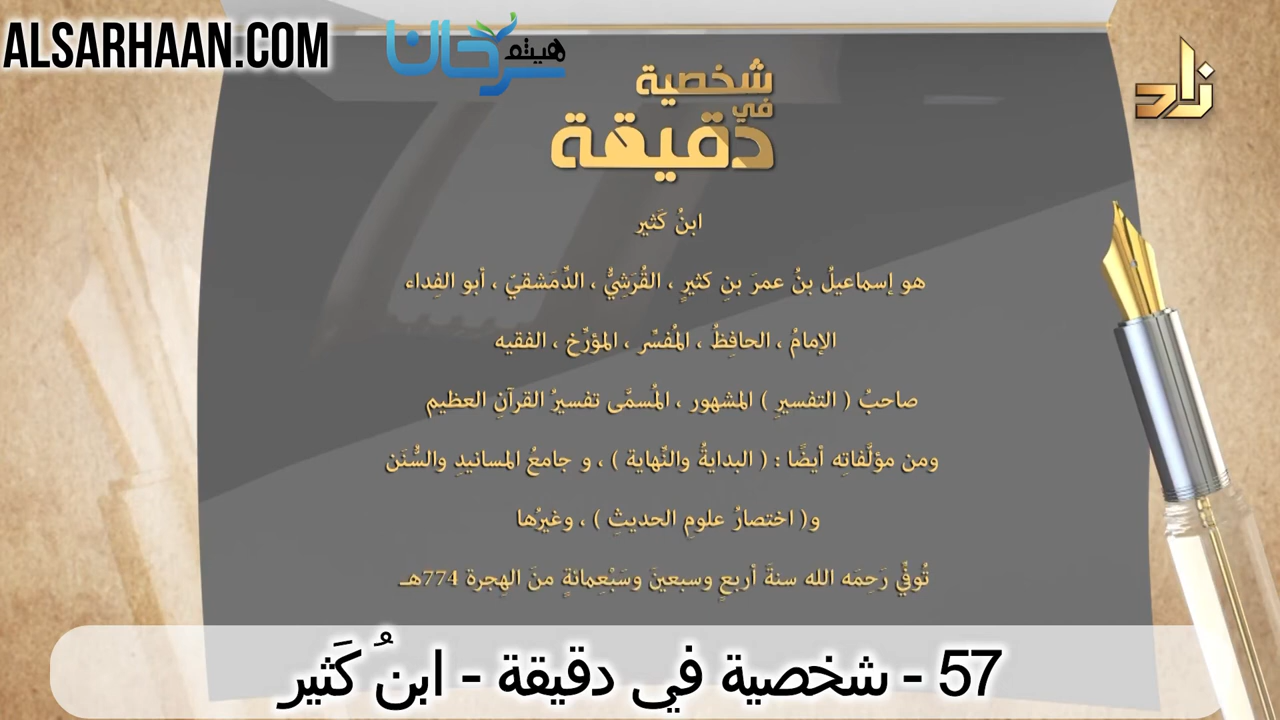 ALSARHAAN.COM
هيثم سرحان
زاد
شخصية
في
دقيقة
ابنُ كَثير
هو إسماعيلُ بنُ عمرَ بنِ كثيرٍ ، القُرَشِيُّ ، الدِّمَشقيّ ، أبو الفِداء
الإمامُ ، الحافِظُ ، المُفسِّر ، المؤرِّخ ، الفقيه
صاحبُ ( التفسيرِ ) المشهور ، المُسمَّى تفسيرُ القرآنِ العظيم
ومن مؤلَّفاتِه أيضًا : ( البدايةُ والنِّهاية ) ، و جامعُ المسانيدِ والسُّنَن
و( اختصارُ علومِ الحديثِ ) ، وغيرُها
تُوفِّي رَحِمَه الله سنةَ أربعٍ وسبعينَ وسَبْعِمائةٍ منَ الهِجرة 774هـ
57 - شخصية في دقيقة - ابنُ كَثير